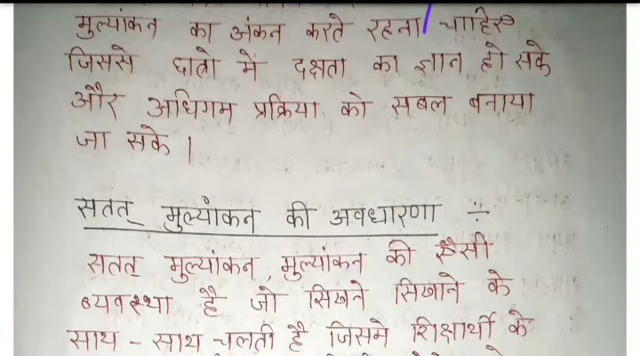 मुल्यांकन का अंकन करते रहना चाहिए
जिससे छात्रो मे दक्षता का ज्ञान हो सके
और अधिगम प्रक्रिया को सबल बनाया
जा सके ।
सतत् मुल्यांकन की अवधारणा ÷
सतत् मुल्यांकन, मुल्यांकन की ऐसी
व्यवस्था है जो सिखने सिखाने के
साथ - साथ चलती है जिसमे शिक्षार्थी के